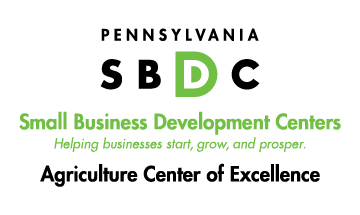 PENNSYLVANIA
SBDC
Small Business Development Centers
Helping businesses start, grow, and prosper.
Agriculture Center of Excellence